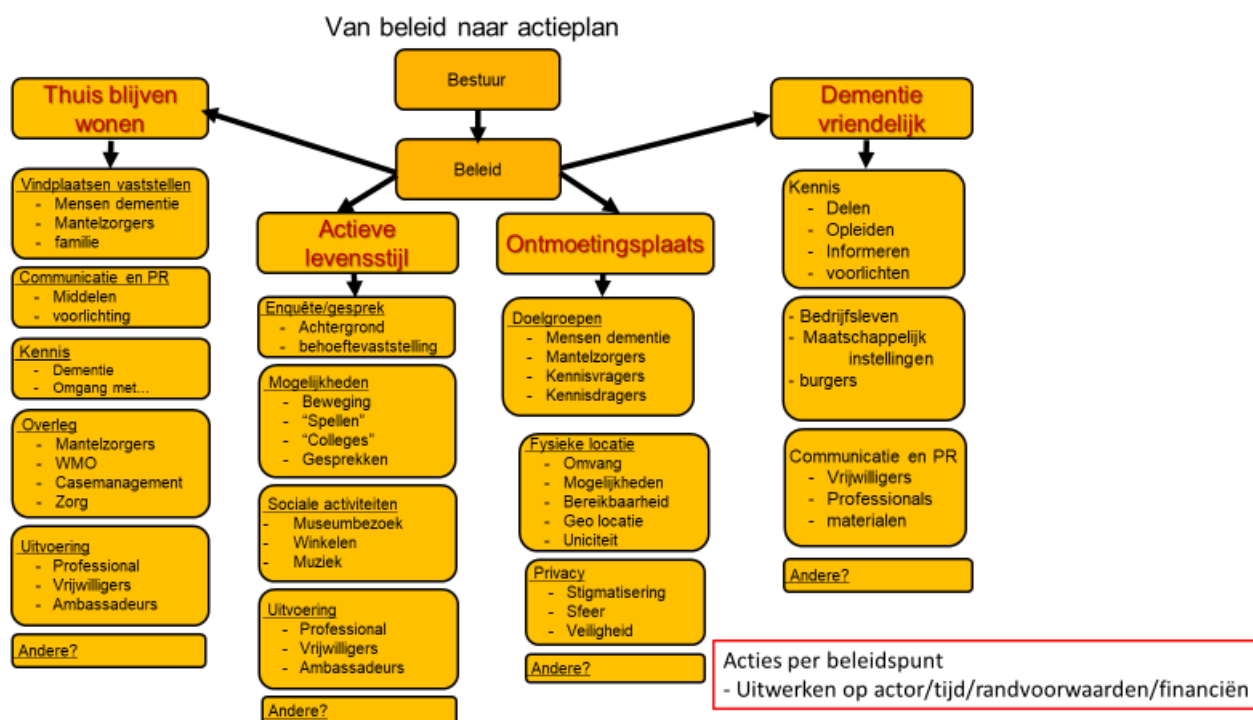 Van beleid naar actieplan
Bestuur
Beleid
Thuis blijven
wonen
Vindplaatsen vaststellen
- Mensen dementie
- Mantelzorgers
- familie
Communicatie en PR
- Middelen
- voorlichting
Kennis
- Dementie
- Omgang met...
Overleg
- Mantelzorgers
- WMO
- Casemanagement
- Zorg
Uitvoering
- Professional
- Vrijwilligers
- Ambassadeurs
Andere?
Actieve
levensstijl
Enquête/gesprek
- Achtergrond
- behoeftevaststelling
Mogelijkheden
- Beweging
- “Spellen”
- “Colleges”
- Gesprekken
Sociale activiteiten
- Museumbezoek
- Winkelen
- Muziek
Uitvoering
- Professional
- Vrijwilligers
- Ambassadeurs
Andere?
Ontmoetingsplaats
Doelgroepen
- Mensen dementie
- Mantelzorgers
- Kennisvragers
- Kennisdragers
Fysieke locatie
- Omvang
- Mogelijkheden
- Bereikbaarheid
- Geo locatie
- Uniciteit
Privacy
- Stigmatisering
- Sfeer
- Veiligheid
Andere?
Dementie
vriendelijk
Kennis
- Delen
- Opleiden
- Informeren
- voorlichten
- Bedrijfsleven
- Maatschappelijk
instellingen
- burgers
Communicatie en PR
- Vrijwilligers
- Professionals
- materialen
Andere?
Acties per beleidspunt
- Uitwerken op actor/tijd/randvoorwaarden/financiën